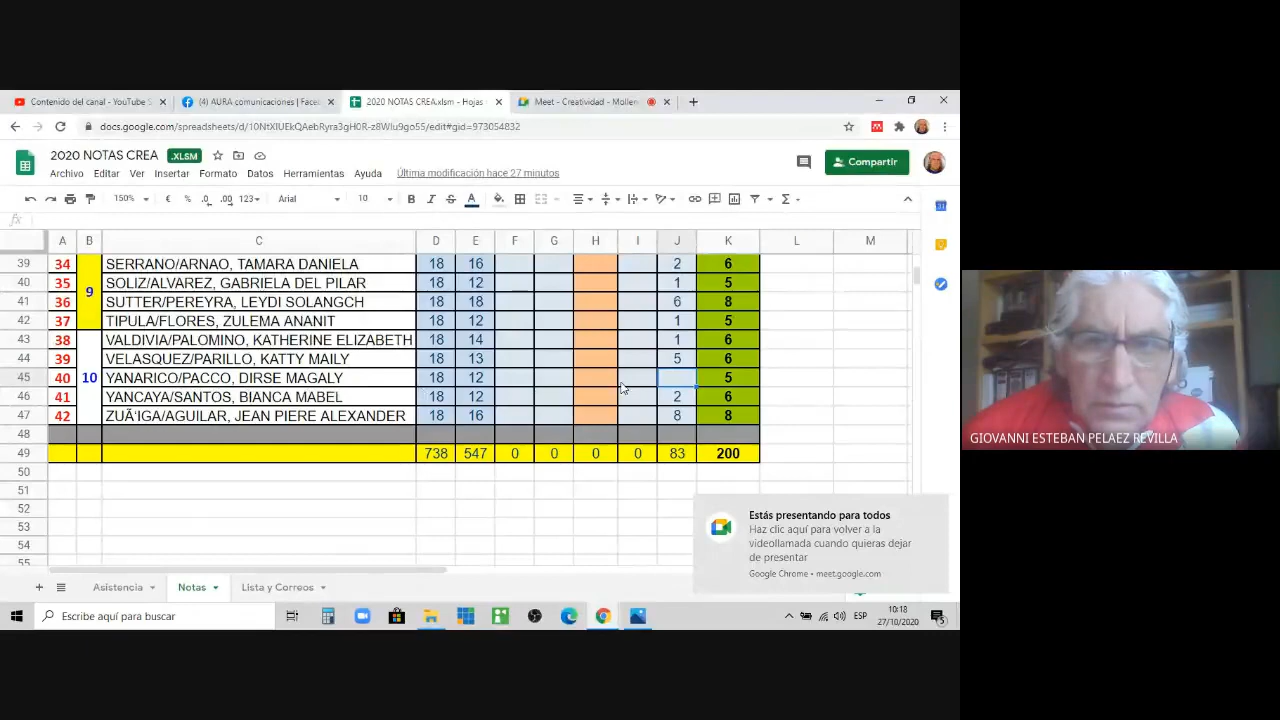 Contenido del canal - YouTube S
(4) AURA comunicaciones | Face
2020 NOTAS CREA.xlsm - Hojas
Meet - Creatividad - Mollen
docs.google.com/spreadsheets/d/10NtXIUEkQAebRyra3gH0R-z8Wlu9go55/edit#gid=973054832
2020 NOTAS CREA .XLSM
Compartir
Archivo Editar Ver Insertar Formato Datos Herramientas Ayuda Última modificación hace 27 minutos
150% € % .0 .00 123 Arial 10 B I S A
fx
A B C D E F G H I J K L M
39 34 SERRANO/ARNAO, TAMARA DANIELA 18 16 2 6
40 35 SOLIZ/ALVAREZ, GABRIELA DEL PILAR 18 12 1 5
9
41 36 SUTTER/PEREYRA, LEYDI SOLANGCH 18 18 6 8
42 37 TIPULA/FLORES, ZULEMA ANANIT 18 12 1 5
43 38 VALDIVIA/PALOMINO, KATHERINE ELIZABETH 18 14 1 6
44 39 VELASQUEZ/PARILLO, KATTY MAILY 18 13 5 6
45 40 10 YANARICO/PACCO, DIRSE MAGALY 18 12 5
46 41 YANCAYA/SANTOS, BIANCA MABEL 18 12 2 6
47 42 ZUÃ'IGA/AGUILAR, JEAN PIERE ALEXANDER 18 16 8 8
48
49 738 547 0 0 0 0 83 200
50
51
52
53
54
55
Estás presentando para todos
Haz clic aquí para volver a la
videollamada cuando quieras dejar
de presentar
Google Chrome • meet.google.com
Asistencia Notas Lista y Correos
Escribe aquí para buscar
ESP
10:18
27/10/2020
5
GIOVANNI ESTEBAN PELAEZ REVILLA